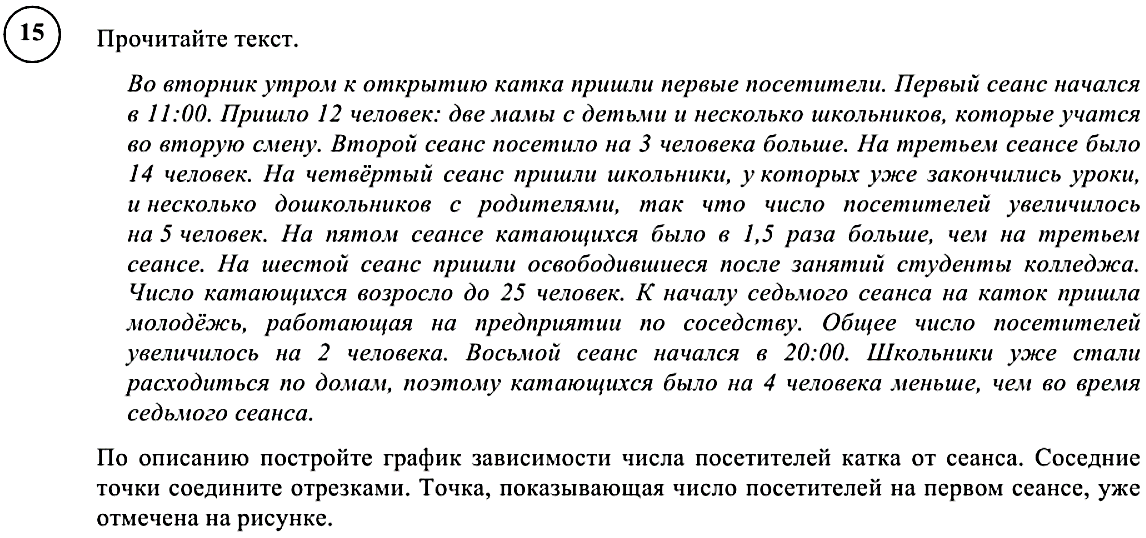 15
Прочитайте текст.
Во вторник утром к открытию катка пришли первые посетители. Первый сеанс начался
в 11:00. Пришло 12 человек: две мамы с детьми и несколько школьников, которые учатся
во вторую смену. Второй сеанс посетило на 3 человека больше. На третьем сеансе было
14 человек. На четвёртый сеанс пришли школьники, у которых уже закончились уроки,
и несколько дошкольников с родителями, так что число посетителей увеличилось
на 5 человек. На пятом сеансе катающихся было в 1,5 раза больше, чем на третьем
сеансе. На шестой сеанс пришли освободившиеся после занятий студенты колледжа.
Число катающихся возросло до 25 человек. К началу седьмого сеанса на каток пришла
молодёжь, работающая на предприятии по соседству. Общее число посетителей
увеличилось на 2 человека. Восьмой сеанс начался в 20:00. Школьники уже стали
расходиться по домам, поэтому катающихся было на 4 человека меньше, чем во время
седьмого сеанса.
По описанию постройте график зависимости числа посетителей катка от сеанса. Соседние
точки соедините отрезками. Точка, показывающая число посетителей на первом сеансе, уже
отмечена на рисунке.